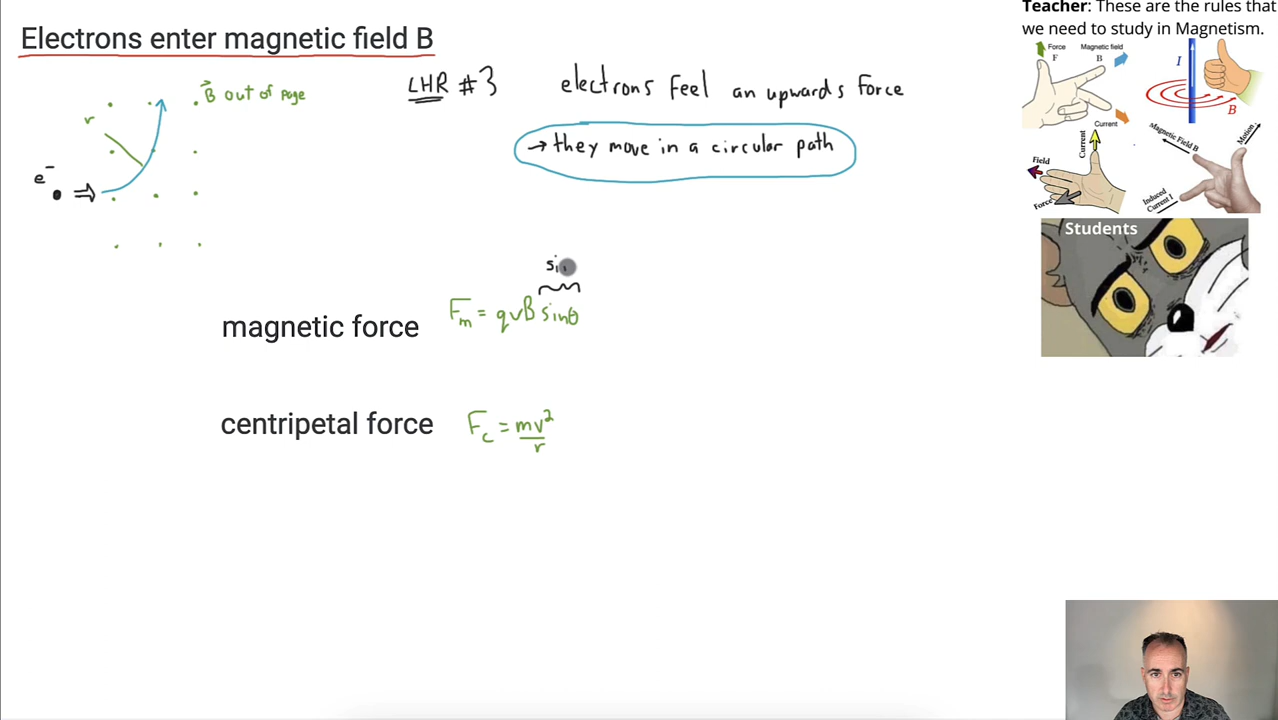 Electrons enter magnetic field B
B out of page
r
e-
LHR #3
electrons feel an upwards force
→ they move in a circular path
si
magnetic force
Fm = qvB sinθ
centripetal force
Fc = mv²
r
Teacher: These are the rules that
we need to study in Magnetism.
Force
F
Magnetic field
B
Current
I
B
Current
Field
Force
Magnetic Field B
Motion
Induced
Current I
Students